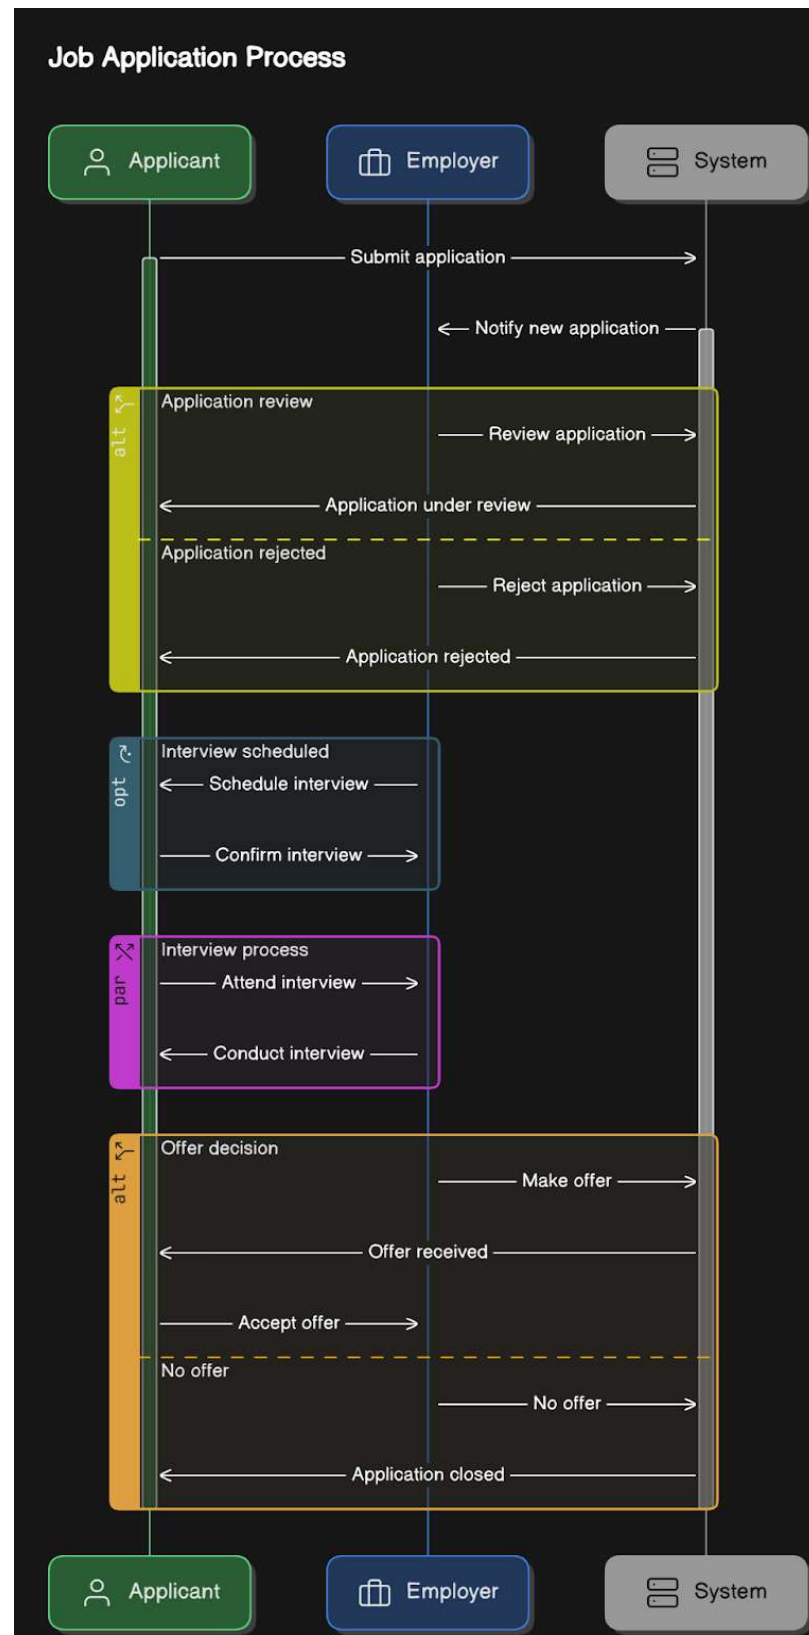 Job Application Process
Applicant
Employer
System
Submit application
Notify new application
alt
Application review
Review application
Application under review
Application rejected
Reject application
Application rejected
opt
Interview scheduled
Schedule interview
Confirm interview
par
Interview process
Attend interview
Conduct interview
alt
Offer decision
Make offer
Offer received
Accept offer
No offer
No offer
Application closed
Applicant
Employer
System